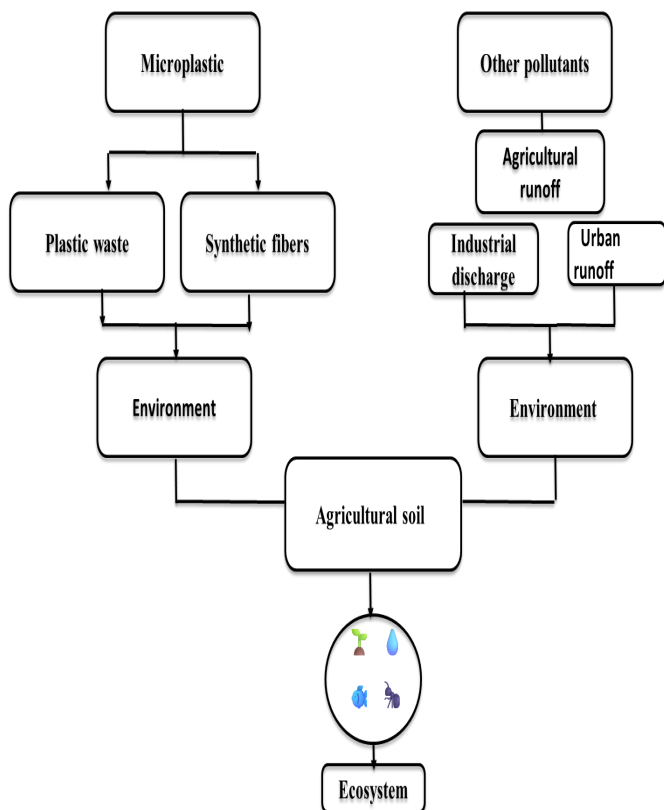 Microplastic
Other pollutants
Agricultural
runoff
Plastic waste
Synthetic fibers
Industrial
discharge
Urban
runoff
Environment
Environment
Agricultural soil
Ecosystem